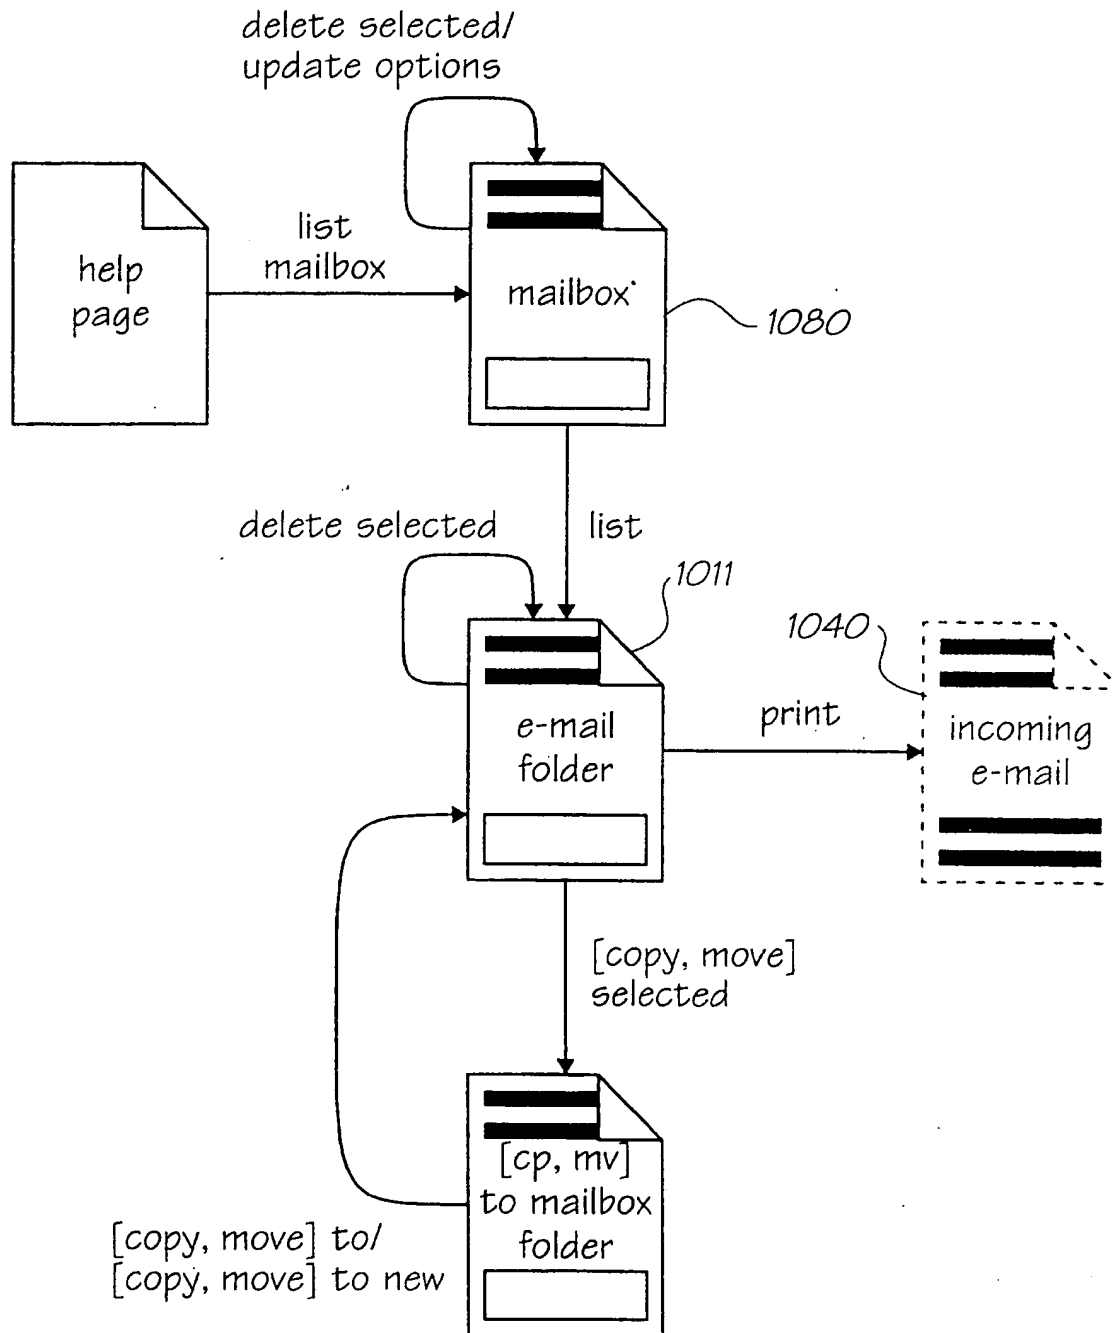 delete selected/
update options
help
page
list
mailbox
mailbox
1080
delete selected
list
1011
1040
e-mail
folder
print
incoming
e-mail
[copy, move]
selected
[cp, mv]
to mailbox
folder
[copy, move] to/
[copy, move] to new